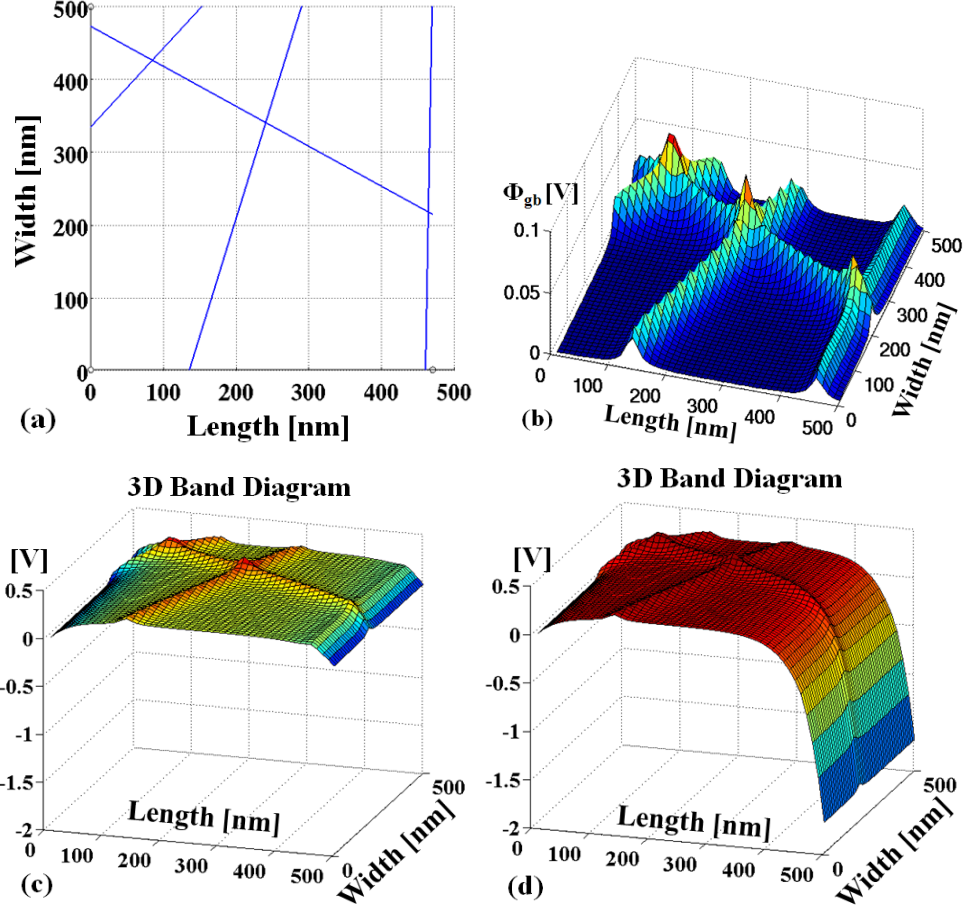 500
400
300
200
100
0
Width [nm]
0 100 200 300 400 500
Length [nm]
(a)
Φgb [V]
0.1
0.05
0
0 100 200 300 400 500
Length [nm]
0 100 200 300 400 500
Width [nm]
(b)
3D Band Diagram
[V]
0.5
0
-0.5
-1
-1.5
-2
0 100 200 300 400 500
Length [nm]
0 500
Width [nm]
(c)
3D Band Diagram
[V]
0.5
0
-0.5
-1
-1.5
-2
0 100 200 300 400 500
Length [nm]
0 500
Width [nm]
(d)